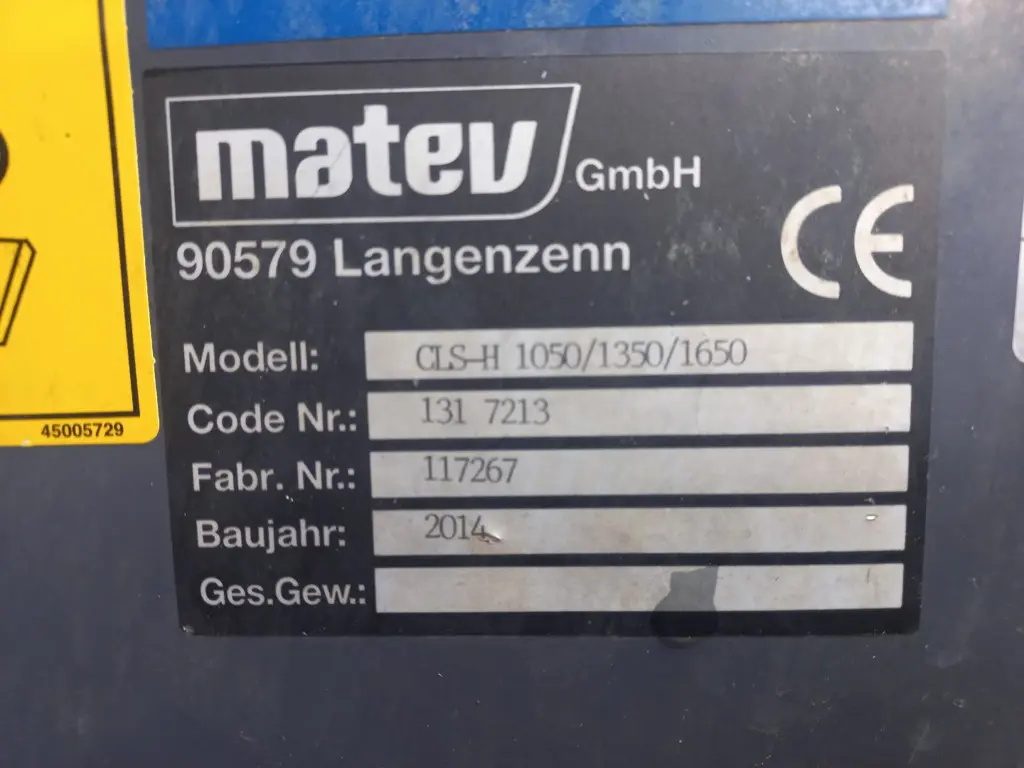 matev GmbH
90579 Langenzenn
CE
Modell: CLS-H 1050/1350/1650
Code Nr.: 131 7213
Fabr. Nr.: 117267
Baujahr: 2014
Ges.Gew.:
45005729